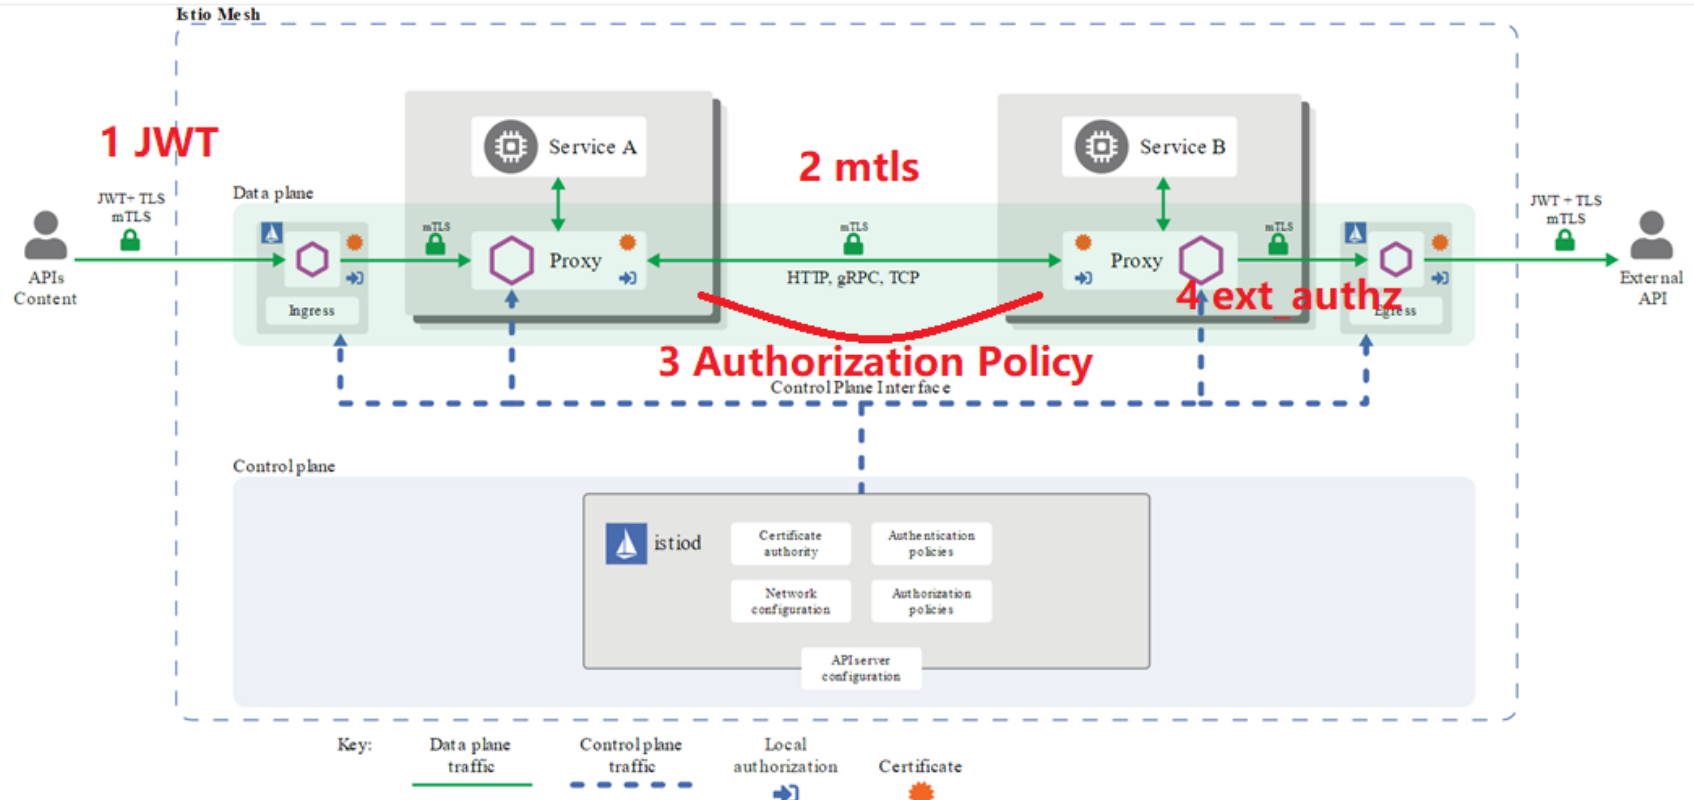 Istio Mesh
1 JWT
JWT+ TLS
mTLS
APIs
Content
Data plane
Ingress
mTLS
Service A
Proxy
2 mtls
mTLS
HTTP, gRPC, TCP
Service B
Proxy
mTLS
4 ext_authz
Egress
JWT + TLS
mTLS
External
API
3 Authorization Policy
Control Plane Interface
Control plane
istiod
Certificate
authority
Authentication
policies
Network
configuration
Authorization
policies
API server
configuration
Key:
Data plane
traffic
Control plane
traffic
Local
authorization
Certificate